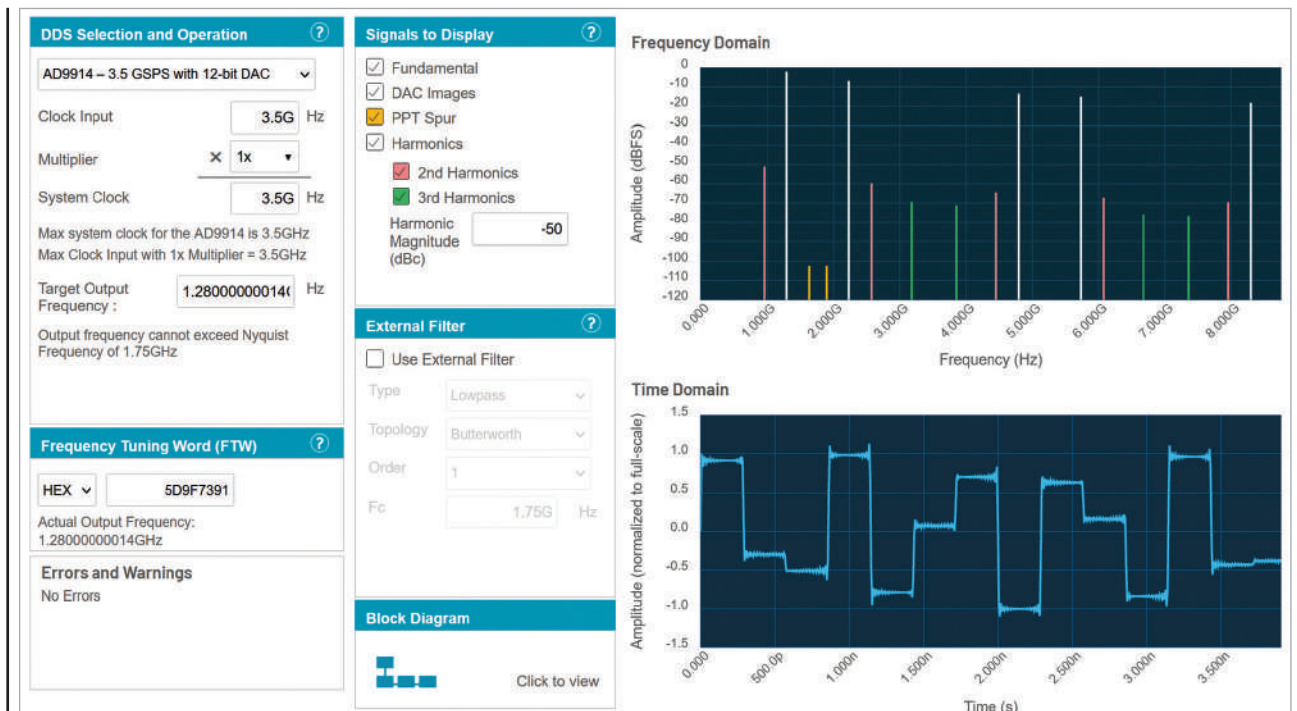 DDS Selection and Operation ?
AD9914 – 3.5 GSPS with 12-bit DAC
Clock Input 3.5G Hz
Multiplier × 1x
System Clock 3.5G Hz
Max system clock for the AD9914 is 3.5GHz
Max Clock Input with 1x Multiplier = 3.5GHz
Target Output
Frequency :
1.28000000014( Hz
Output frequency cannot exceed Nyquist
Frequency of 1.75GHz
Frequency Tuning Word (FTW) ?
HEX 5D9F7391
Actual Output Frequency:
1.28000000014GHz
Errors and Warnings
No Errors
Signals to Display ?
Fundamental
DAC Images
PPT Spur
Harmonics
2nd Harmonics
3rd Harmonics
Harmonic
Magnitude
(dBc)
-50
External Filter ?
Use External Filter
Type Lowpass
Topology Butterworth
Order 1
Fc 1.75G Hz
Block Diagram
Click to view
Frequency Domain
Amplitude (dBFS)
0
-10
-20
-30
-40
-50
-60
-70
-80
-90
-100
-110
-120
0.000 1.000G 2.000G 3.000G 4.000G 5.000G 6.000G 7.000G 8.000G
Frequency (Hz)
Time Domain
Amplitude (normalized to full-scale)
1.5
1.0
0.5
0.0
-0.5
-1.0
-1.5
0.000 500.0p 1.000n 1.500n 2.000n 2.500n 3.000n 3.500n
Time (s)